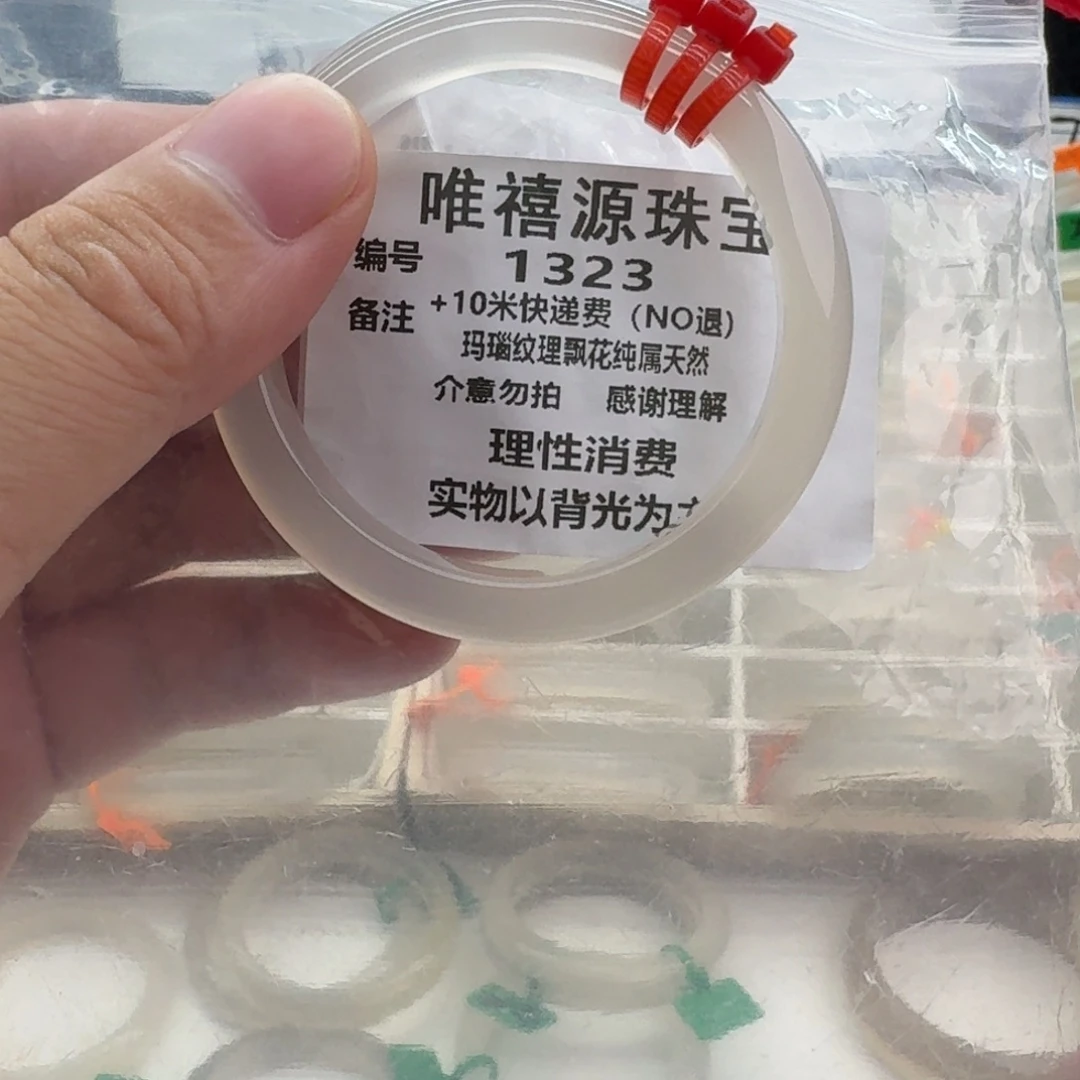 唯禧源珠宝
编号 1323
备注 +10米快递费（NO退）
玛瑙纹理飘花纯属天然
介意勿拍 感谢理解
理性消费
实物以背光为